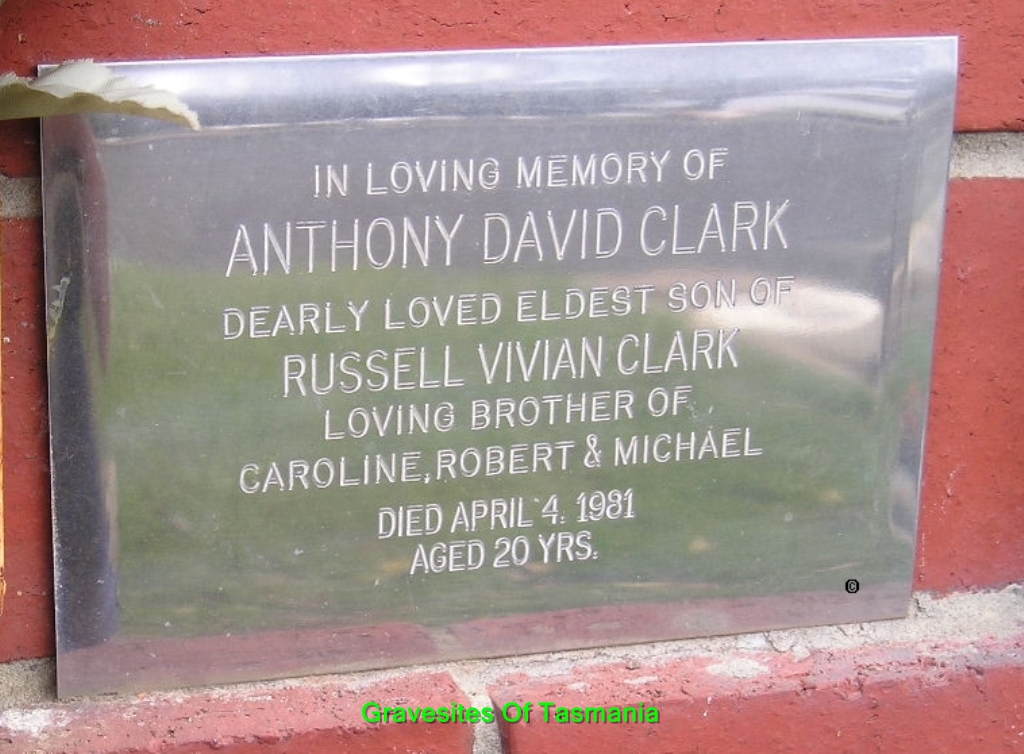 IN LOVING MEMORY OF
ANTHONY DAVID CLARK
DEARLY LOVED ELDEST SON OF
RUSSELL VIVIAN CLARK
LOVING BROTHER OF
CAROLINE, ROBERT & MICHAEL
DIED APRIL 4. 1981
AGED 20 YRS.
©
Gravesites Of Tasmania